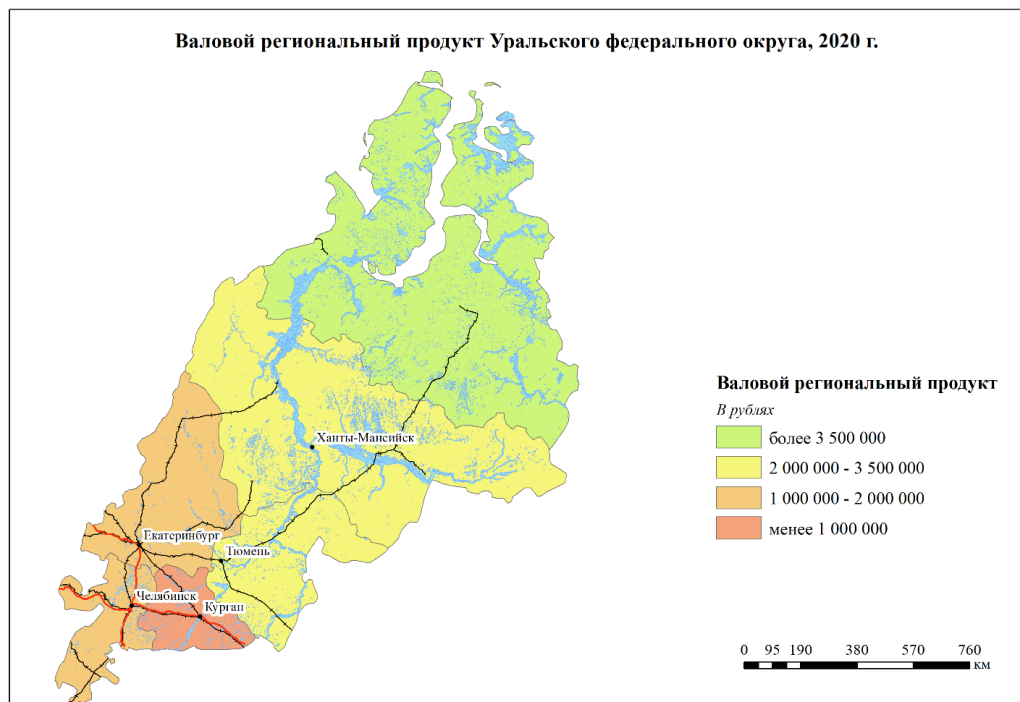 Валовой региональный продукт Уральского федерального округа, 2020 г.
Ханты-Мансийск
Екатеринбург
Тюмень
Челябинск
Курган
Валовой региональный продукт
В рублях
более 3 500 000
2 000 000 - 3 500 000
1 000 000 - 2 000 000
менее 1 000 000
0 95 190 380 570 760
км